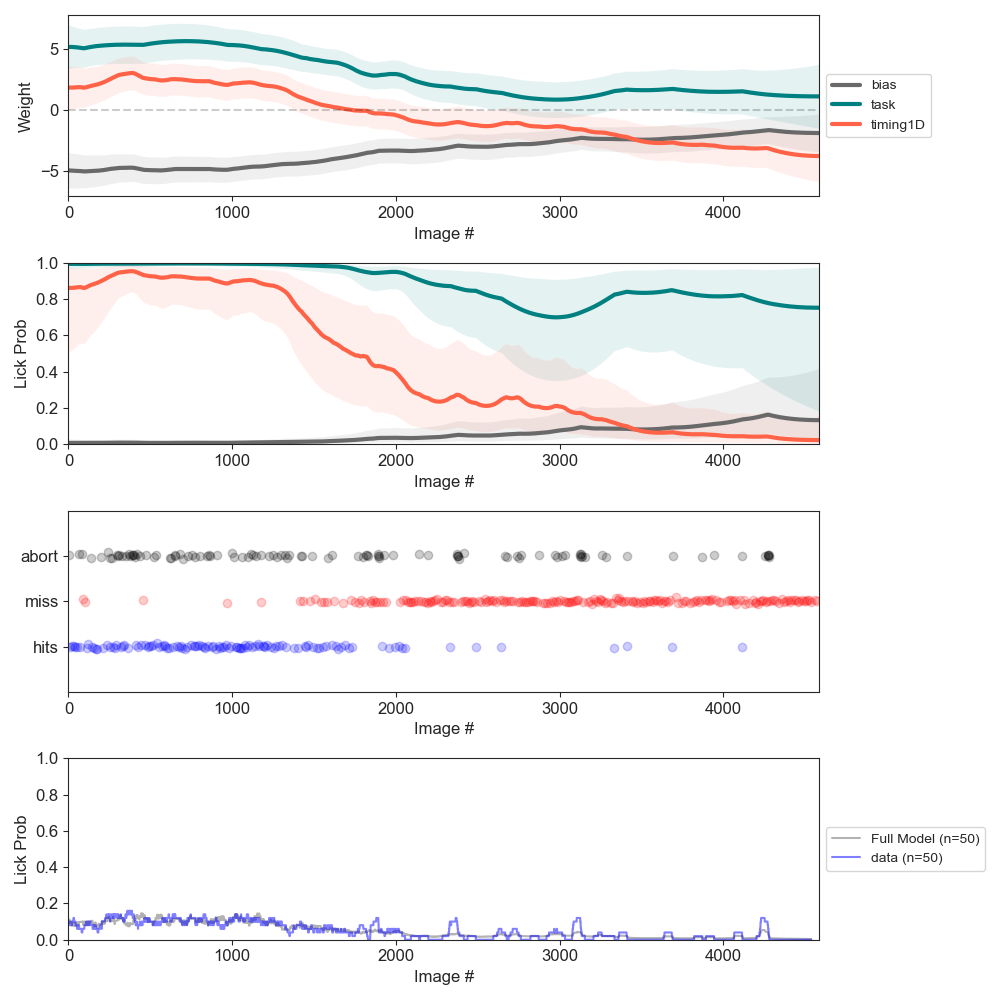 Weight
5
0
−5
0 1000 2000 3000 4000
Image #
bias
task
timing1D
Lick Prob
1.0
0.8
0.6
0.4
0.2
0.0
0 1000 2000 3000 4000
Image #
abort
miss
hits
0 1000 2000 3000 4000
Image #
Lick Prob
1.0
0.8
0.6
0.4
0.2
0.0
0 1000 2000 3000 4000
Image #
Full Model (n=50)
data (n=50)